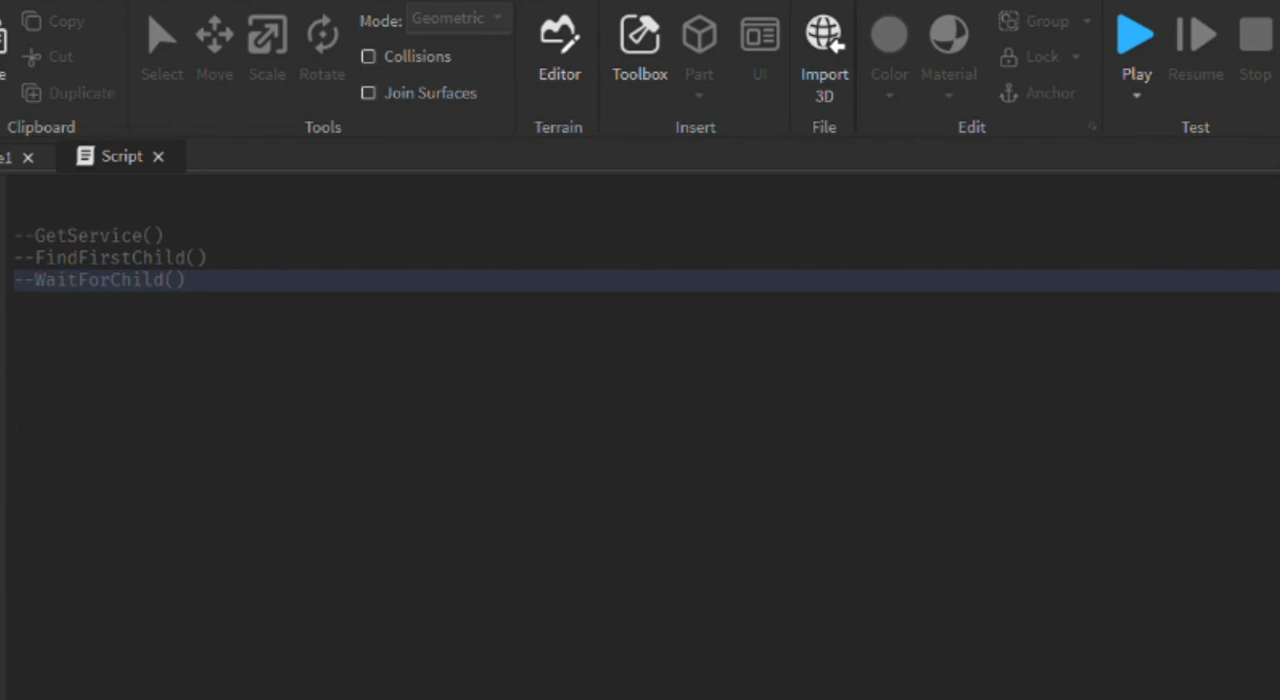 Copy
Cut
Duplicate
Clipboard
Select
Move
Scale
Rotate
Mode: Geometric
Collisions
Join Surfaces
Tools
Editor
Terrain
Toolbox
Part
UI
Insert
Import
3D
File
Color
Material
Group
Lock
Anchor
Edit
Play
Resume
Stop
Test
e1
Script
--GetService()
--FindFirstChild()
--WaitForChild()